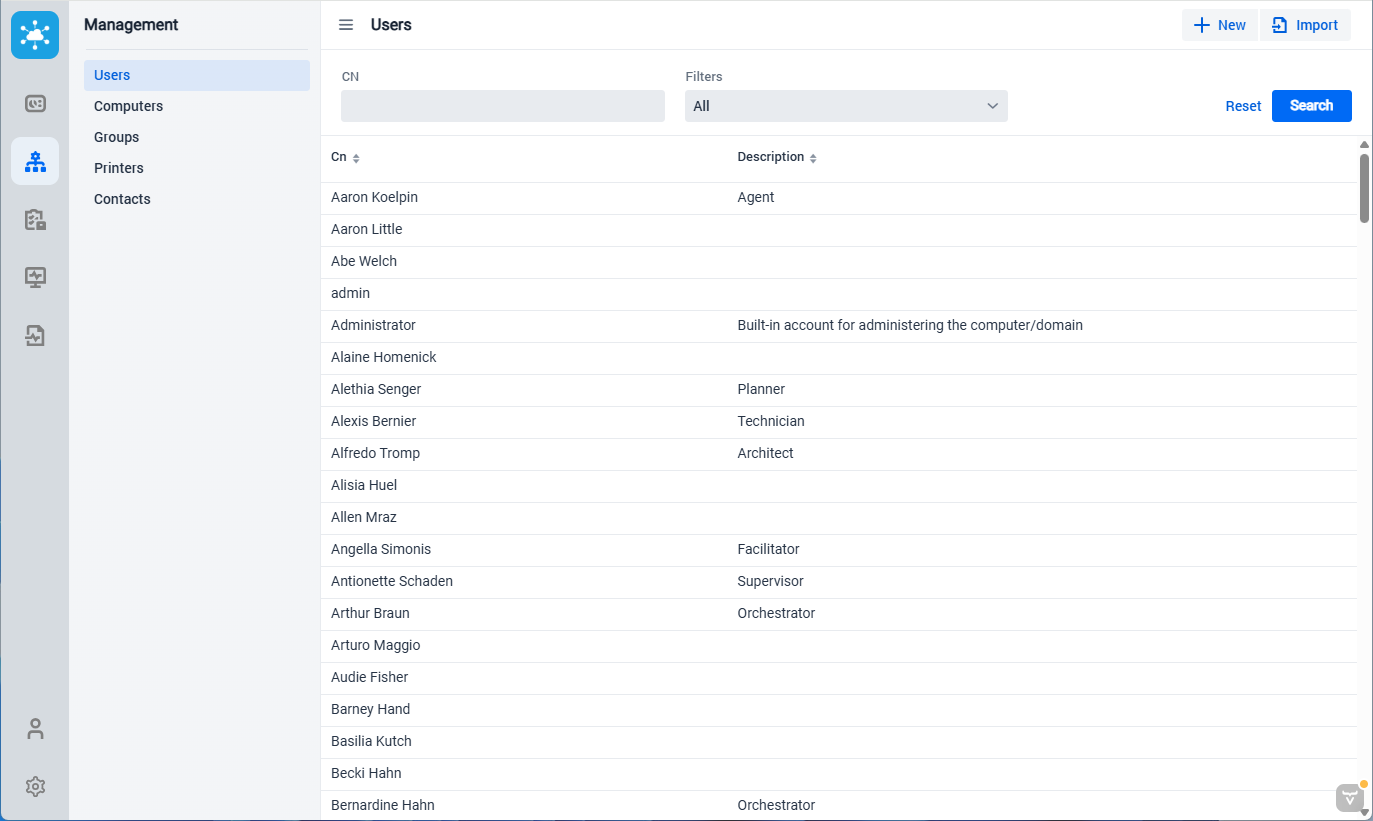 Management
Users
Computers
Groups
Printers
Contacts
Users
New
Import
CN
Filters
All
Reset
Search
Cn Description
Aaron Koelpin Agent
Aaron Little
Abe Welch
admin
Administrator Built-in account for administering the computer/domain
Alaine Homenick
Alethia Senger Planner
Alexis Bernier Technician
Alfredo Tromp Architect
Alisia Huel
Allen Mraz
Angella Simonis Facilitator
Antionette Schaden Supervisor
Arthur Braun Orchestrator
Arturo Maggio
Audie Fisher
Barney Hand
Basilia Kutch
Becki Hahn
Bernardine Hahn Orchestrator